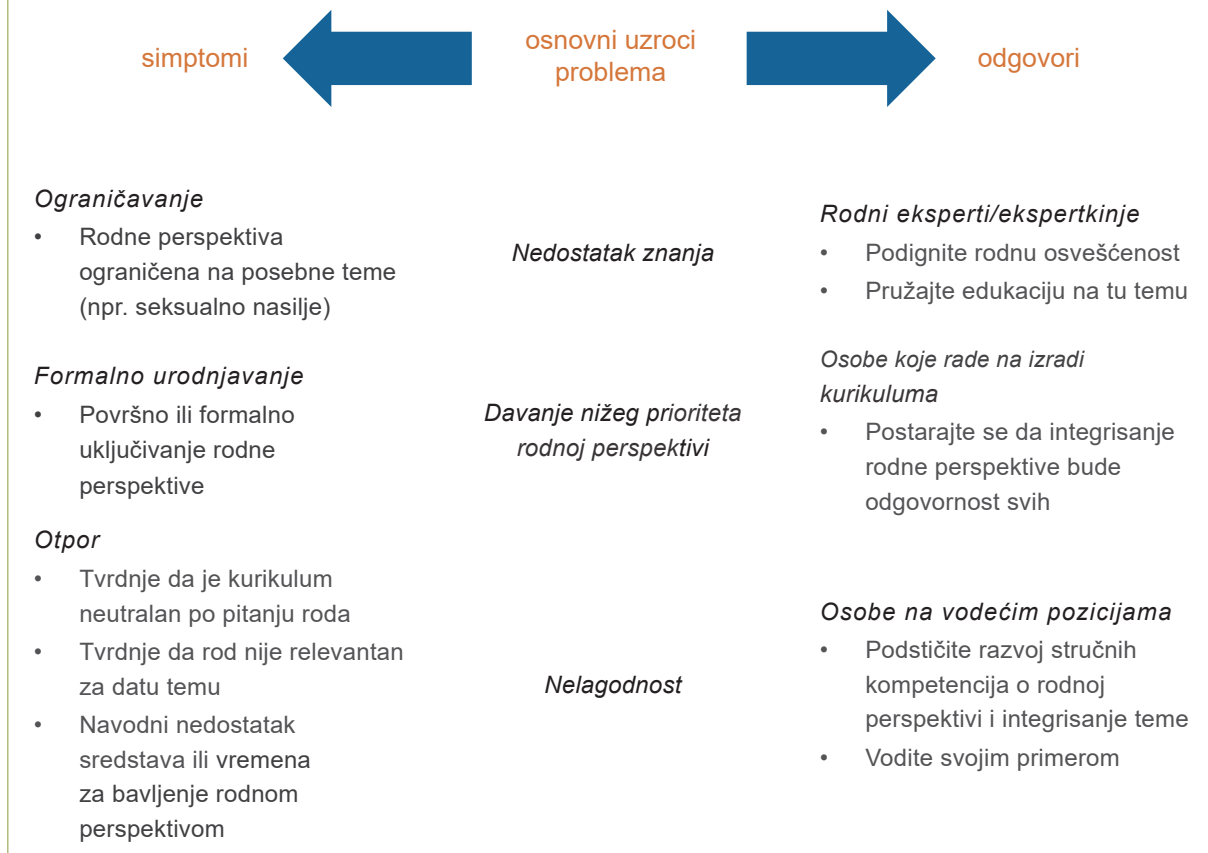 simptomi
osnovni uzroci
problema
odgovori
Ograničavanje
• Rodne perspektiva
ograničena na posebne teme
(npr. seksualno nasilje)
Formalno urodnjavanje
• Površno ili formalno
uključivanje rodne
perspektive
Otpor
• Tvrdnje da je kurikulum
neutralan po pitanju roda
• Tvrdnje da rod nije relevantan
za datu temu
• Navodni nedostatak
sredstava ili vremena
za bavljenje rodnom
perspektivom
Nedostatak znanja
Davanje nižeg prioriteta
rodnoj perspektivi
Nelagodnost
Rodni eksperti/ekspertkinje
• Podignite rodnu osvešćenost
• Pružajte edukaciju na tu temu
Osobe koje rade na izradi
kurikuluma
• Postarajte se da integrisanje
rodne perspektive bude
odgovornost svih
Osobe na vodećim pozicijama
• Podstičite razvoj stručnih
kompetencija o rodnoj
perspektivi i integrisanje teme
• Vodite svojim primerom